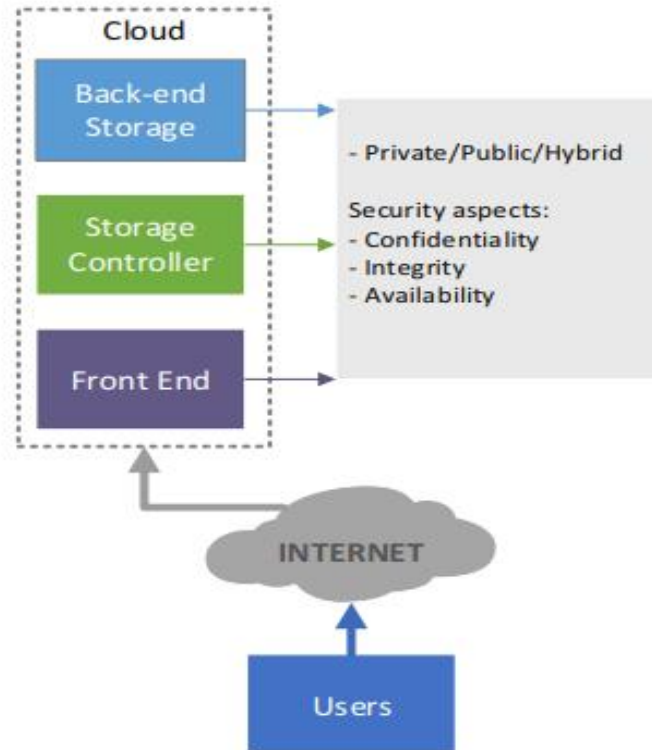 Cloud
Back-end
Storage
Storage
Controller
Front End
- Private/Public/Hybrid
Security aspects:
- Confidentiality
- Integrity
- Availability
INTERNET
Users